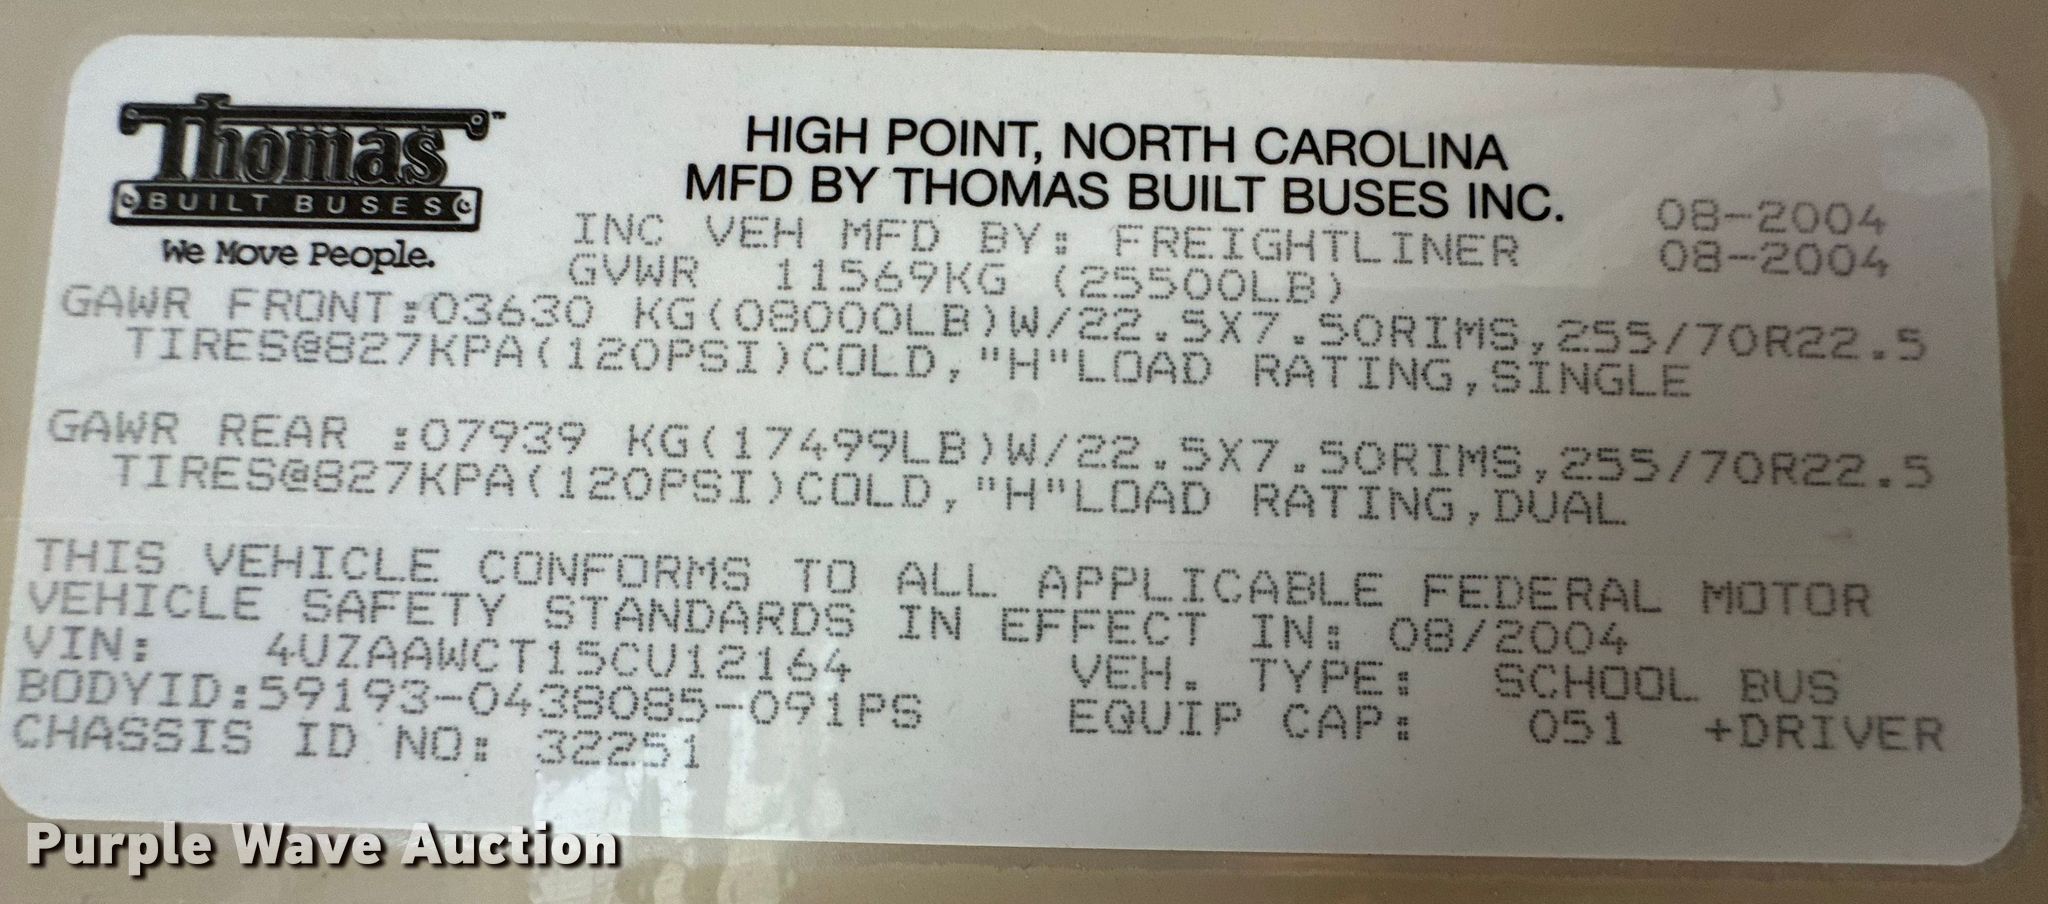 Thomas™
BUILT BUSES
We Move People.
HIGH POINT, NORTH CAROLINA
MFD BY THOMAS BUILT BUSES INC.
08-2004
INC VEH MFD BY: FREIGHTLINER 08-2004
GVWR 11569KG (25500LB)
GAWR FRONT:03630 KG(08000LB)W/22.5X7.50RIMS,255/70R22.5
TIRES@827KPA(120PSI)COLD,"H"LOAD RATING,SINGLE
GAWR REAR :07939 KG(17499LB)W/22.5X7.50RIMS,255/70R22.5
TIRES@827KPA(120PSI)COLD,"H"LOAD RATING,DUAL
THIS VEHICLE CONFORMS TO ALL APPLICABLE FEDERAL MOTOR
VEHICLE SAFETY STANDARDS IN EFFECT IN: 08/2004
VIN: 4UZAAWCT15CU12164 VEH. TYPE: SCHOOL BUS
BODYID:59193-0438085-091PS EQUIP CAP: 051 +DRIVER
CHASSIS ID NO: 32251
Purple Wave Auction